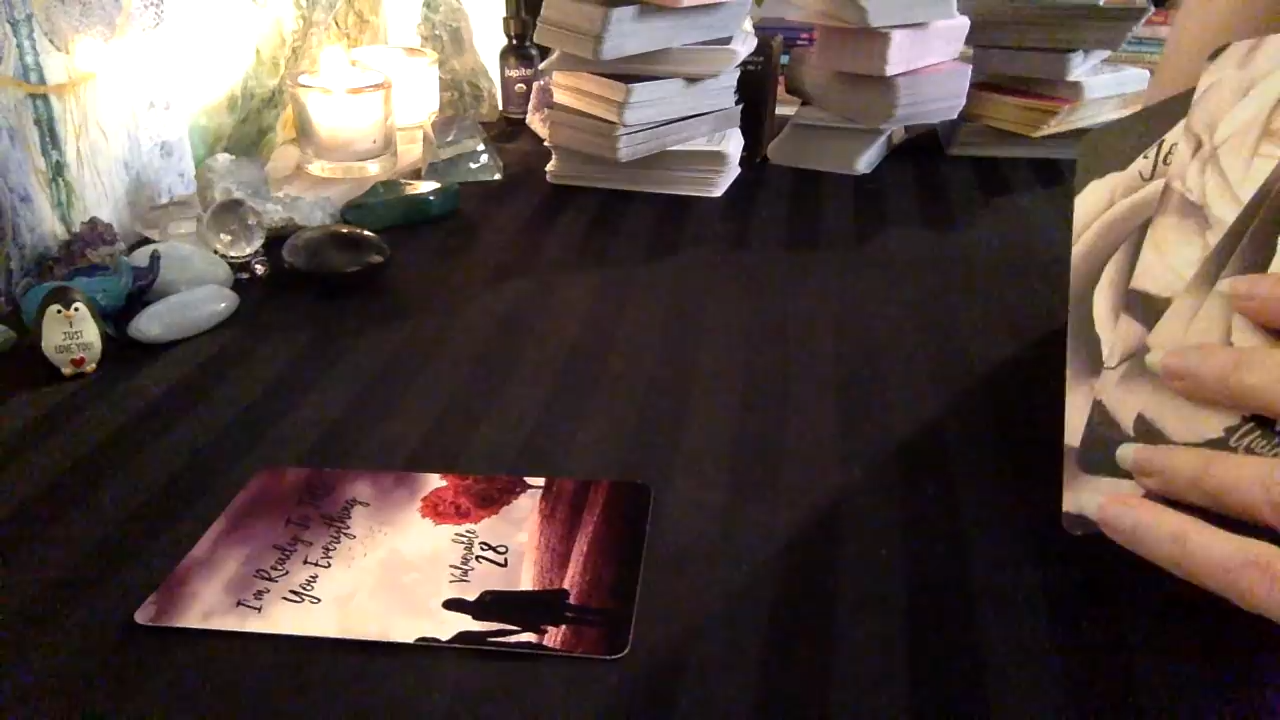 jupiter
I
JUST
LOVE YOU
I'm Ready To Tell
You Everything
Vulnerable
28